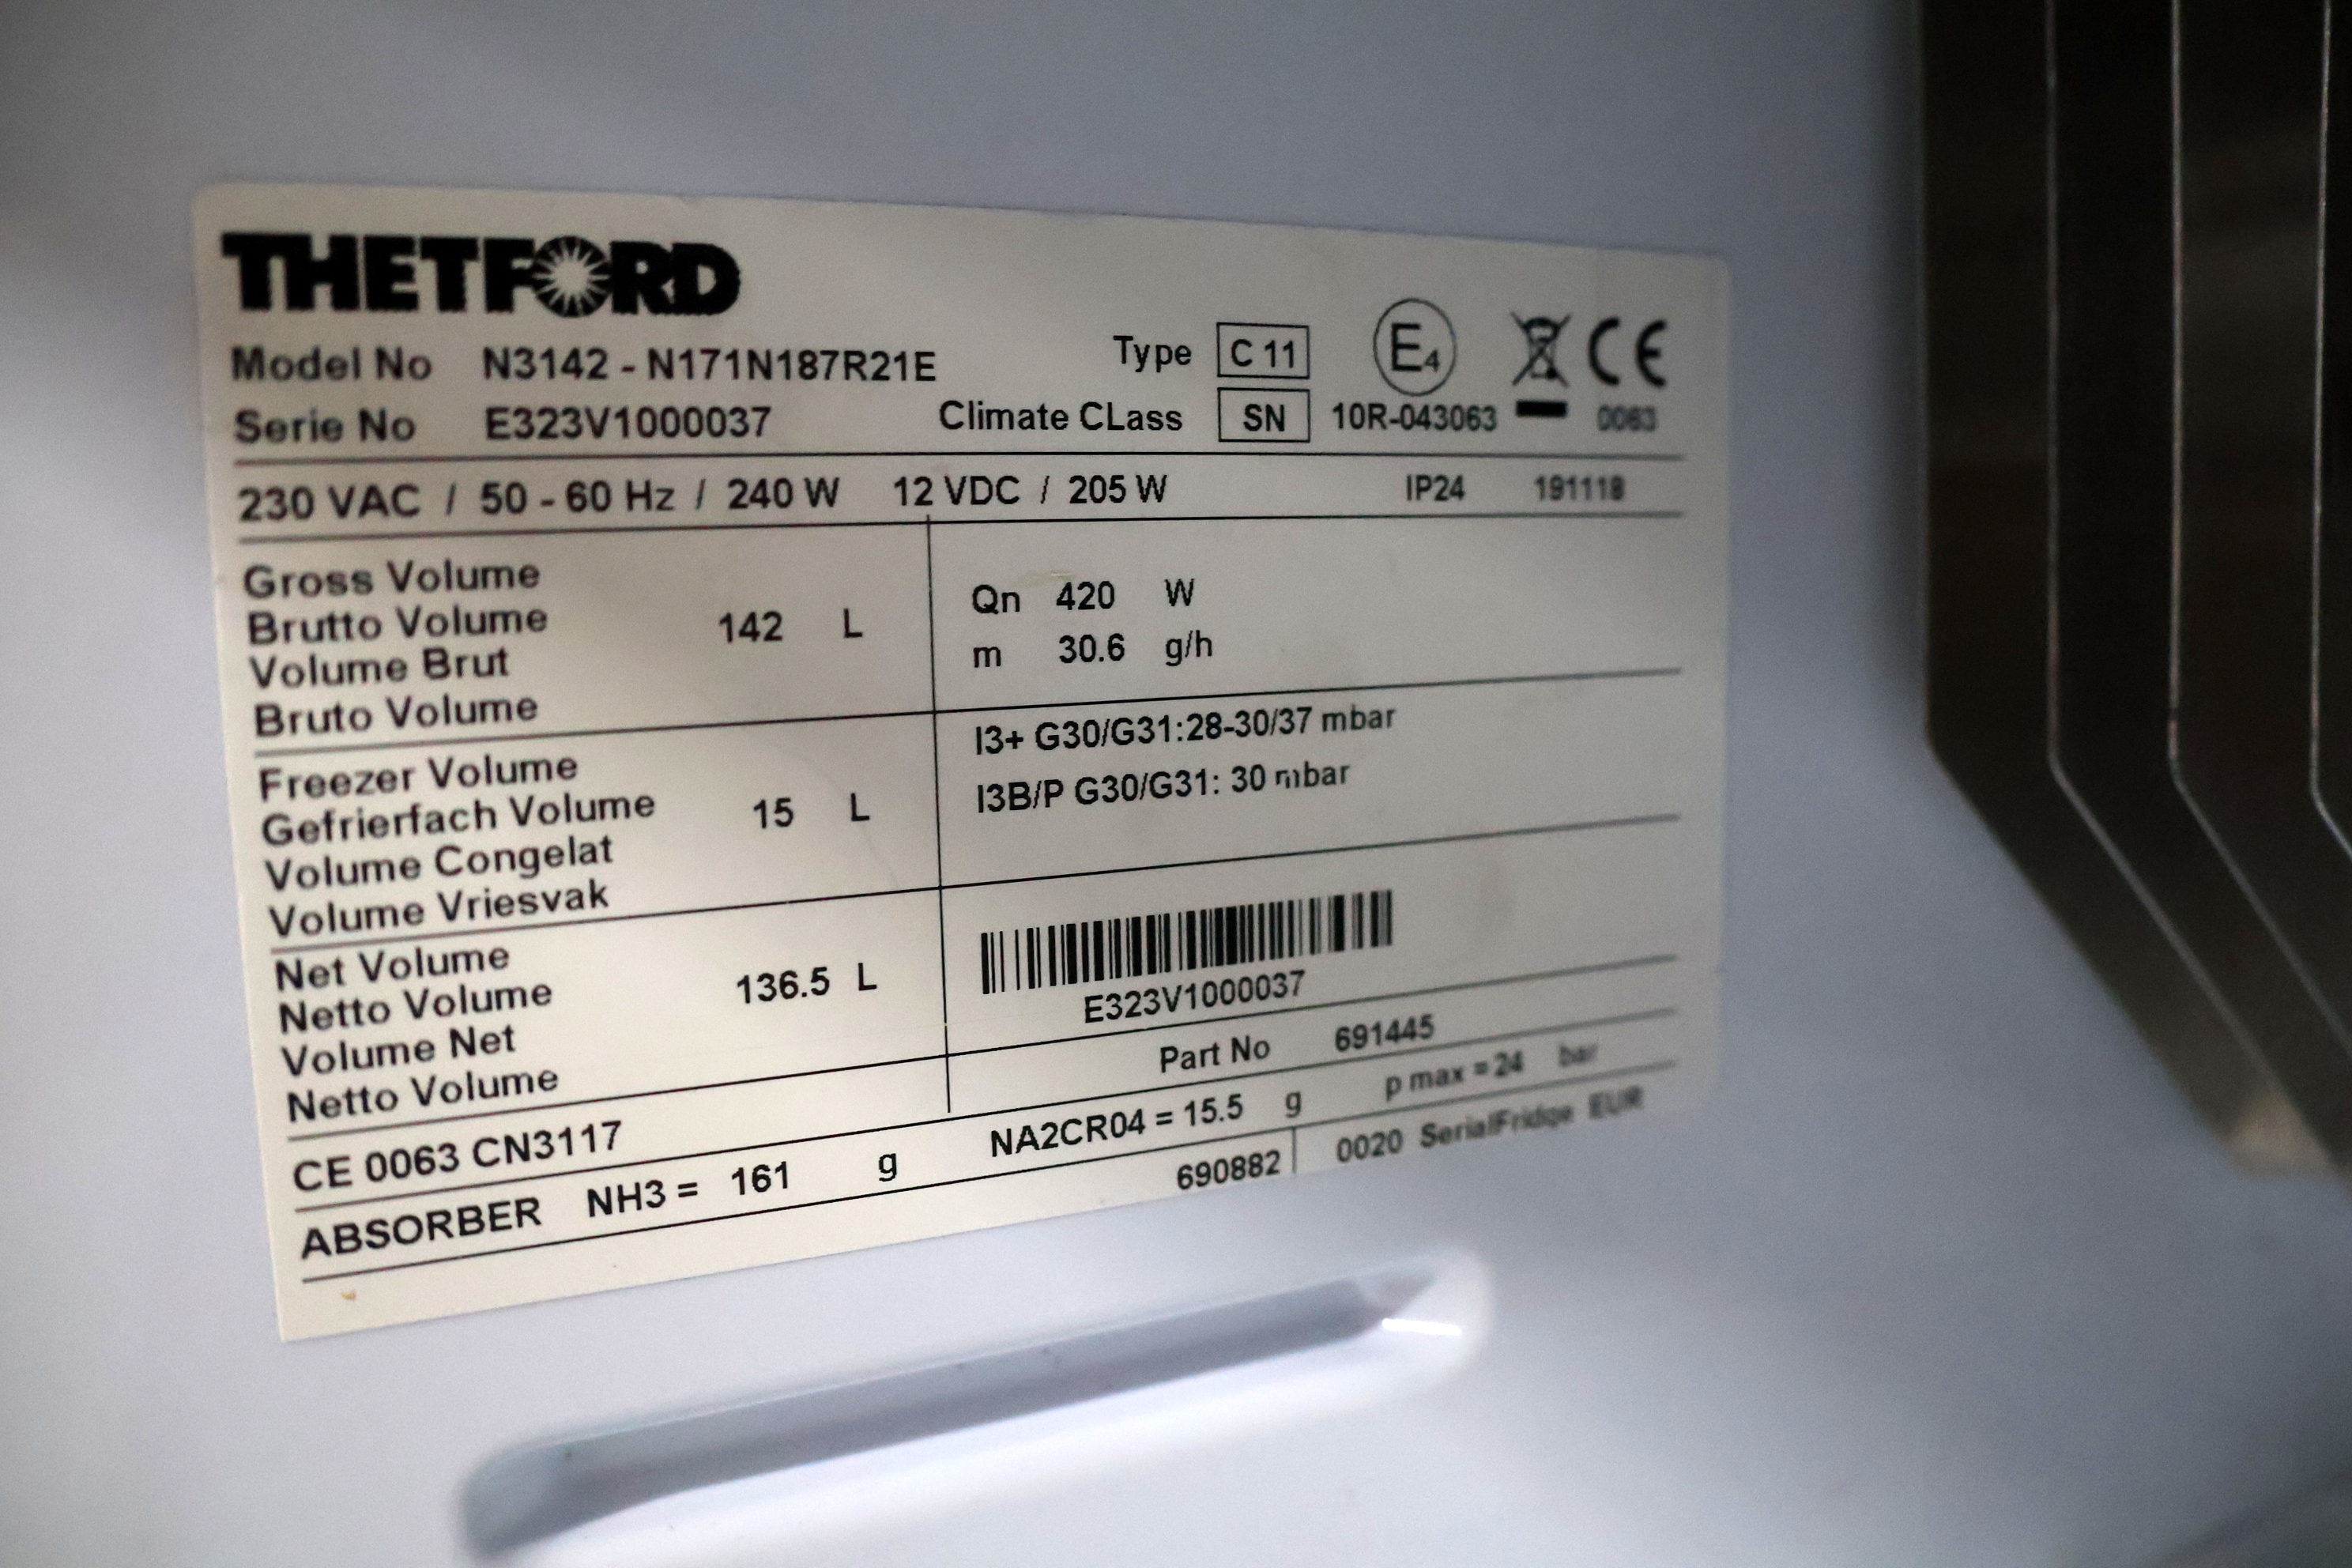 THETFORD
Model No N3142 - N171N187R21E Type C 11 E4 CE
Serie No E323V1000037 Climate CLass SN 10R-043063 0063
230 VAC / 50 - 60 Hz / 240 W 12 VDC / 205 W IP24 191118
Gross Volume
Brutto Volume 142 L
Volume Brut
Bruto Volume
Qn 420 W
m 30.6 g/h
Freezer Volume
Gefrierfach Volume 15 L
Volume Congelat
Volume Vriesvak
I3+ G30/G31:28-30/37 mbar
I3B/P G30/G31: 30 mbar
Net Volume
Netto Volume 136.5 L
Volume Net
Netto Volume
E323V1000037
Part No 691445
CE 0063 CN3117
ABSORBER NH3 = 161 g NA2CR04 = 15.5 g p max = 24 bar
690882 0020 SerialFridge EUR